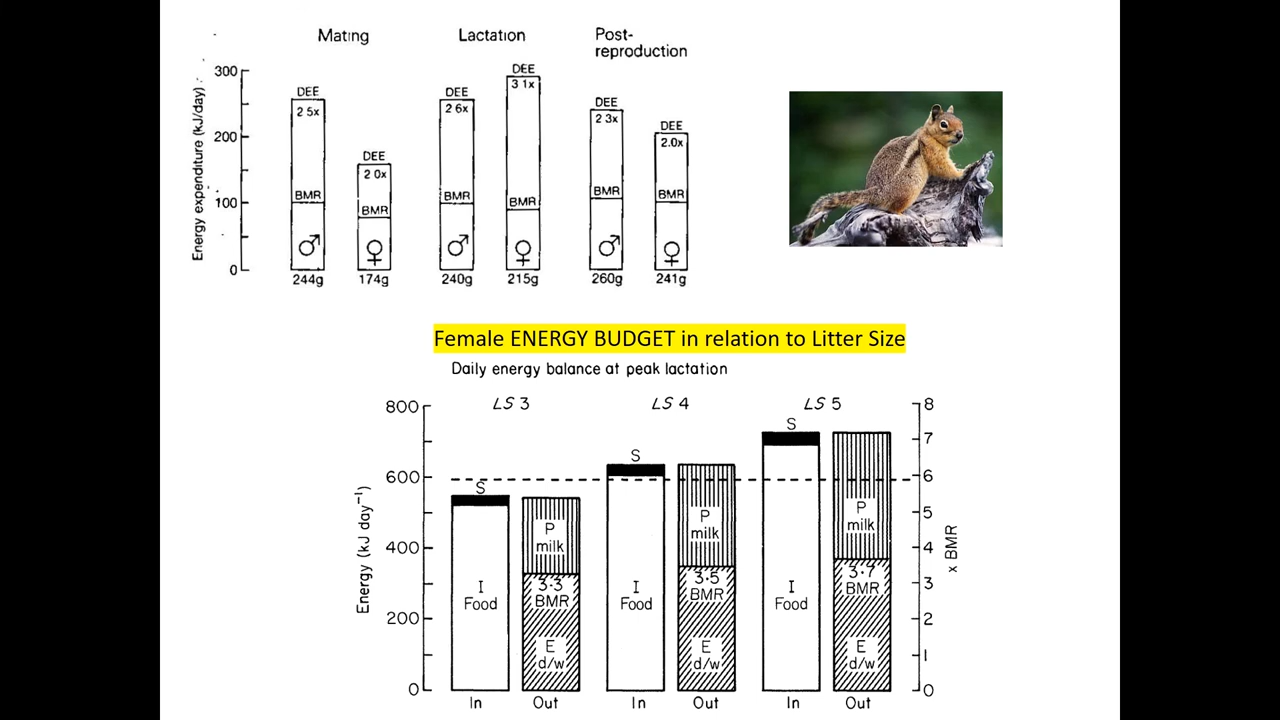 Mating
Lactation
Post-
reproduction
Energy expenditure (kJ/day)
300
200
100
0
DEE
2 5x
BMR
♂
244g
DEE
2 0x
BMR
♀
174g
DEE
2 6x
BMR
♂
240g
DEE
3 1x
BMR
♀
215g
DEE
2 3x
BMR
♂
260g
DEE
2.0x
BMR
♀
241g
Female ENERGY BUDGET in relation to Litter Size
Daily energy balance at peak lactation
LS 3
LS 4
LS 5
Energy (kJ day⁻¹)
800
600
400
200
0
S
I
Food
In
P
milk
3·3
BMR
E
d/w
Out
S
I
Food
In
P
milk
3·5
BMR
E
d/w
Out
S
I
Food
In
P
milk
3·7
BMR
E
d/w
Out
8
7
6
5
4
3
2
1
0
x BMR